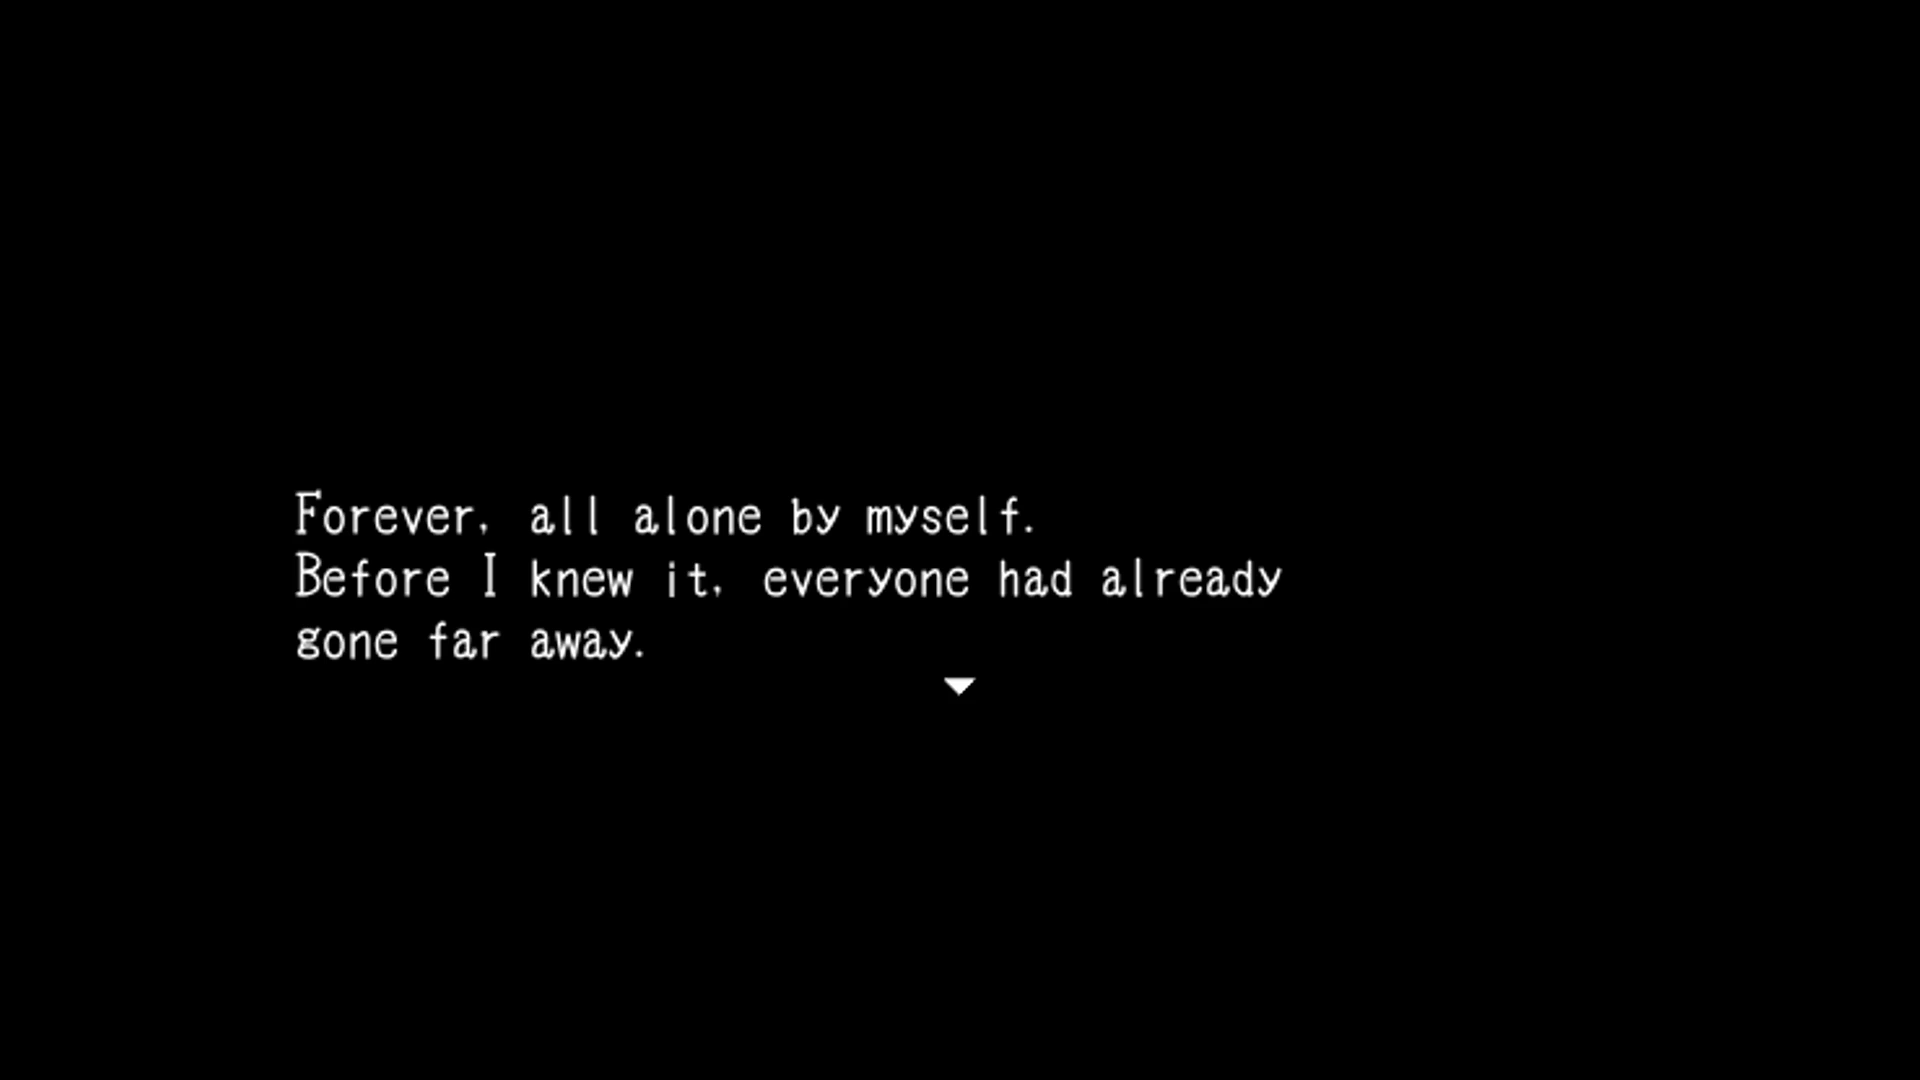 Forever, all alone by myself.
Before I knew it, everyone had already
gone far away.